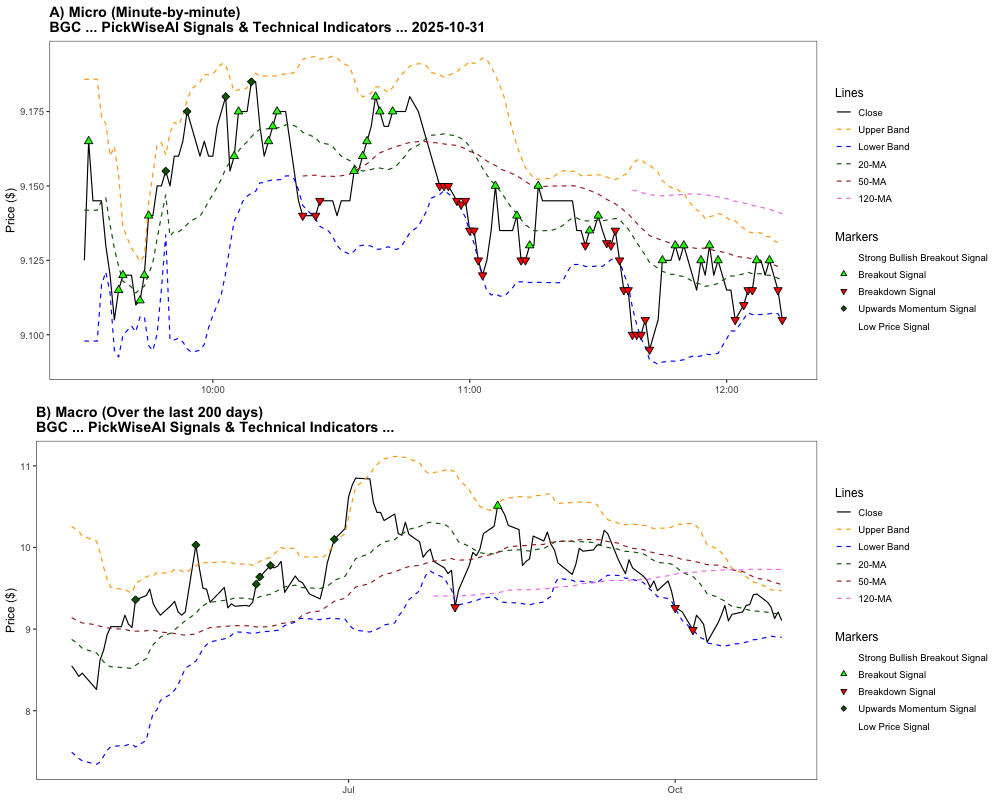 A) Micro (Minute-by-minute)
BGC ... PickWiseAI Signals & Technical Indicators ... 2025-10-31
Price ($)
9.175
9.150
9.125
9.100
10:00
11:00
12:00
Lines
Close
Upper Band
Lower Band
20-MA
50-MA
120-MA
Markers
Strong Bullish Breakout Signal
Breakout Signal
Breakdown Signal
Upwards Momentum Signal
Low Price Signal
B) Macro (Over the last 200 days)
BGC ... PickWiseAI Signals & Technical Indicators ...
Price ($)
11
10
9
8
Jul
Oct
Lines
Close
Upper Band
Lower Band
20-MA
50-MA
120-MA
Markers
Strong Bullish Breakout Signal
Breakout Signal
Breakdown Signal
Upwards Momentum Signal
Low Price Signal